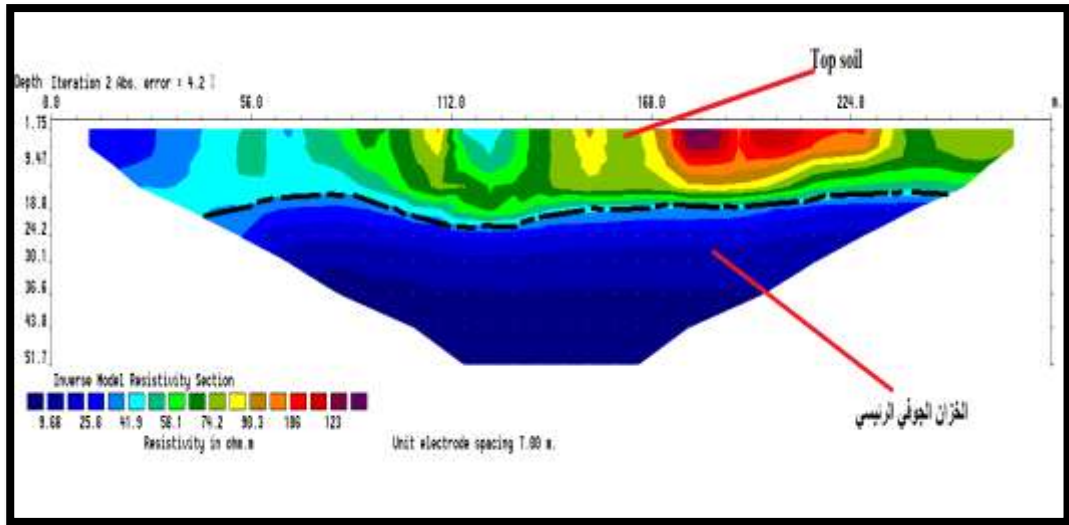 Top soil
Depth Iteration 2 Abs. error = 4.2 %
0.0 56.0 112.0 168.0 224.0 m.
1.75
9.47
18.8
24.2
30.1
36.6
43.8
51.7
Inverse Model Resistivity Section
9.68 25.8 41.9 58.1 74.2 90.3 106 123
Resistivity in ohm.m Unit electrode spacing 7.00 m.
الخزان الجوفي الرئيسي